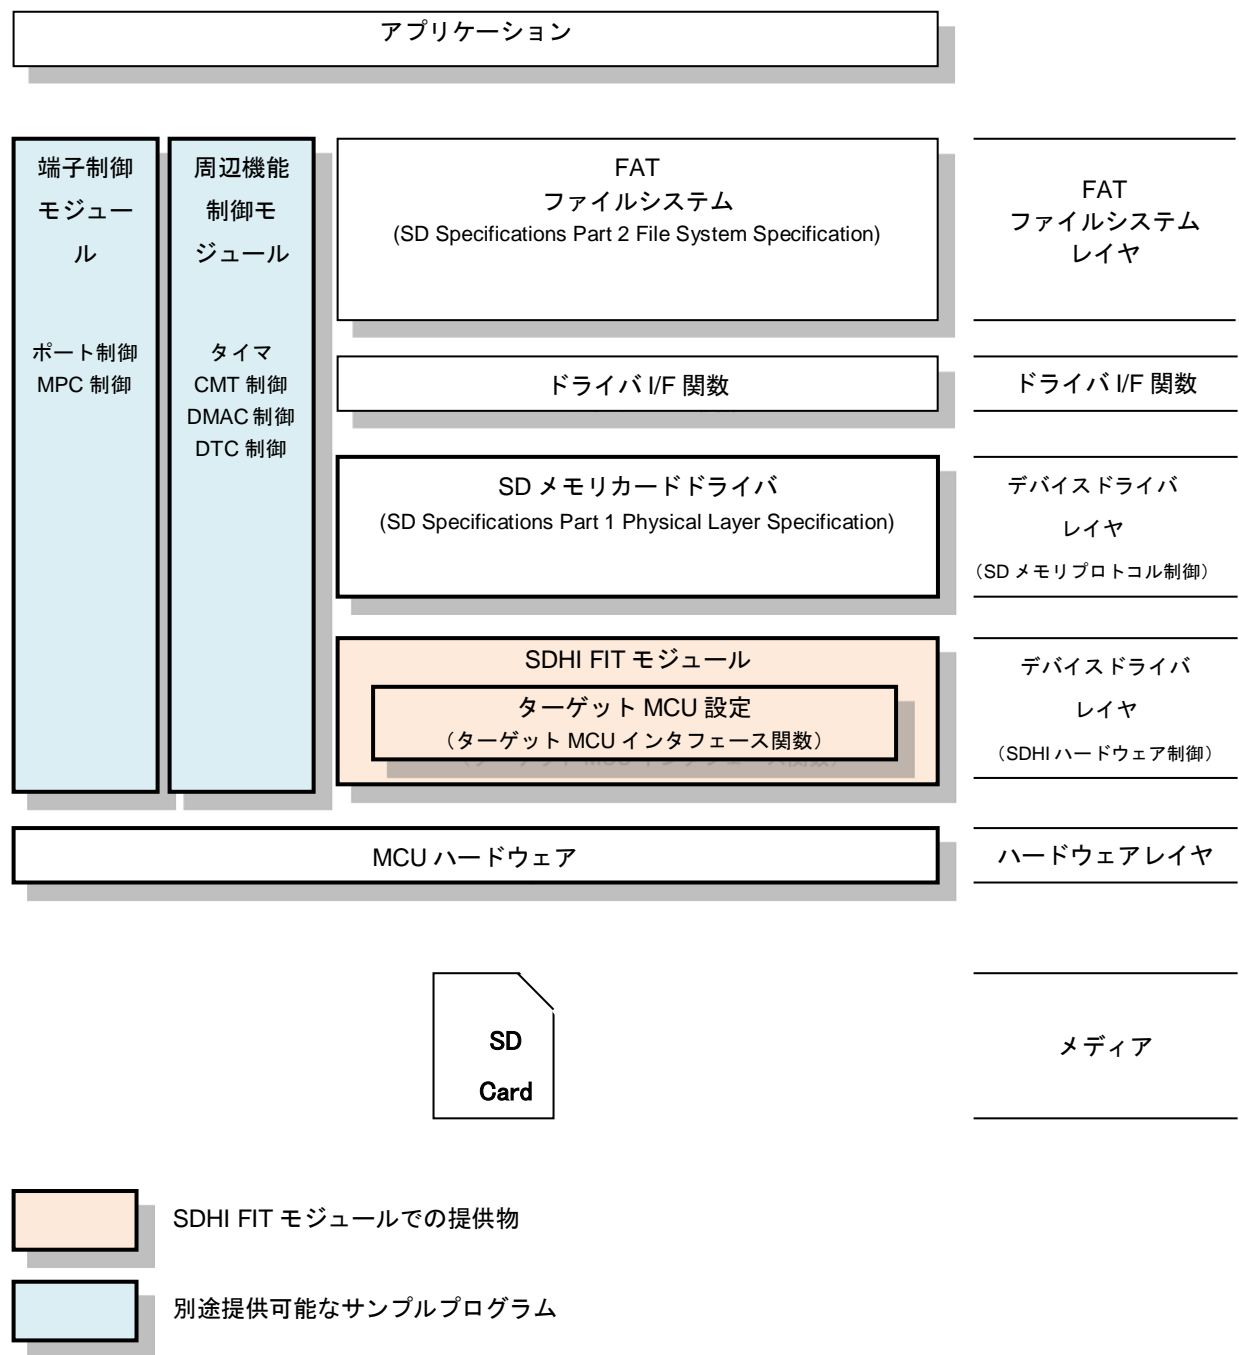 アプリケーション
端子制御
モジュー
ル
ポート制御
MPC 制御
周辺機能
制御モ
ジュール
タイマ
CMT 制御
DMAC 制御
DTC 制御
FAT
ファイルシステム
(SD Specifications Part 2 File System Specification)
FAT
ファイルシステム
レイヤ
ドライバ I/F 関数
ドライバ I/F 関数
SD メモリカードドライバ
(SD Specifications Part 1 Physical Layer Specification)
デバイスドライバ
レイヤ
(SD メモリプロトコル制御)
SDHI FIT モジュール
ターゲット MCU 設定
(ターゲット MCU インタフェース関数)
デバイスドライバ
レイヤ
(SDHI ハードウェア制御)
MCU ハードウェア
ハードウェアレイヤ
SD
Card
メディア
SDHI FIT モジュールでの提供物
別途提供可能なサンプルプログラム